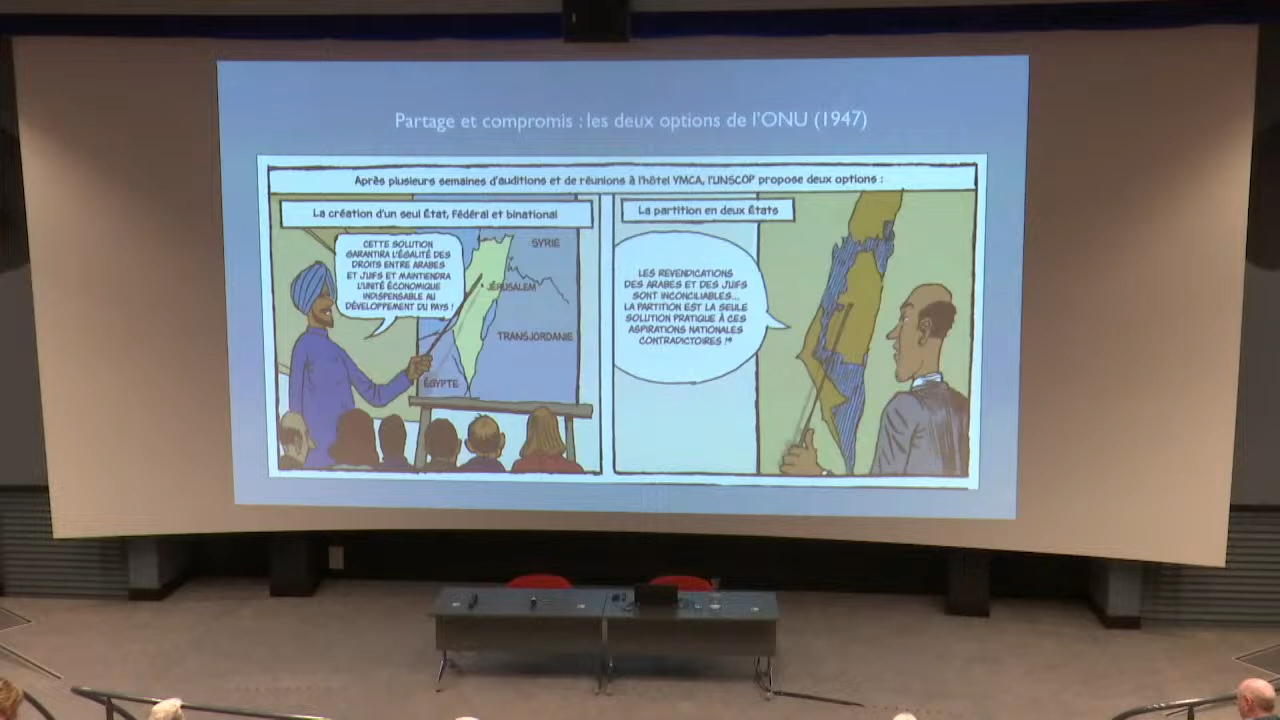 Partage et compromis : les deux options de l'ONU (1947)
Après plusieurs semaines d'auditions et de réunions à l'hôtel YMCA, l'UNSCOP propose deux options :
La création d'un seul État, Fédéral et binational
CETTE SOLUTION
GARANTIRA L'ÉGALITÉ DES
DROITS ENTRE ARABES
ET JUIFS ET MAINTIENDRA
L'UNITÉ ÉCONOMIQUE
INDISPENSABLE AU
DÉVELOPPEMENT DU PAYS !
SYRIE
JÉRUSALEM
TRANSJORDANIE
ÉGYPTE
La partition en deux États
LES REVENDICATIONS
DES ARABES ET DES JUIFS
SONT INCONCILIABLES...
LA PARTITION EST LA SEULE
SOLUTION PRATIQUE À CES
ASPIRATIONS NATIONALES
CONTRADICTOIRES !*